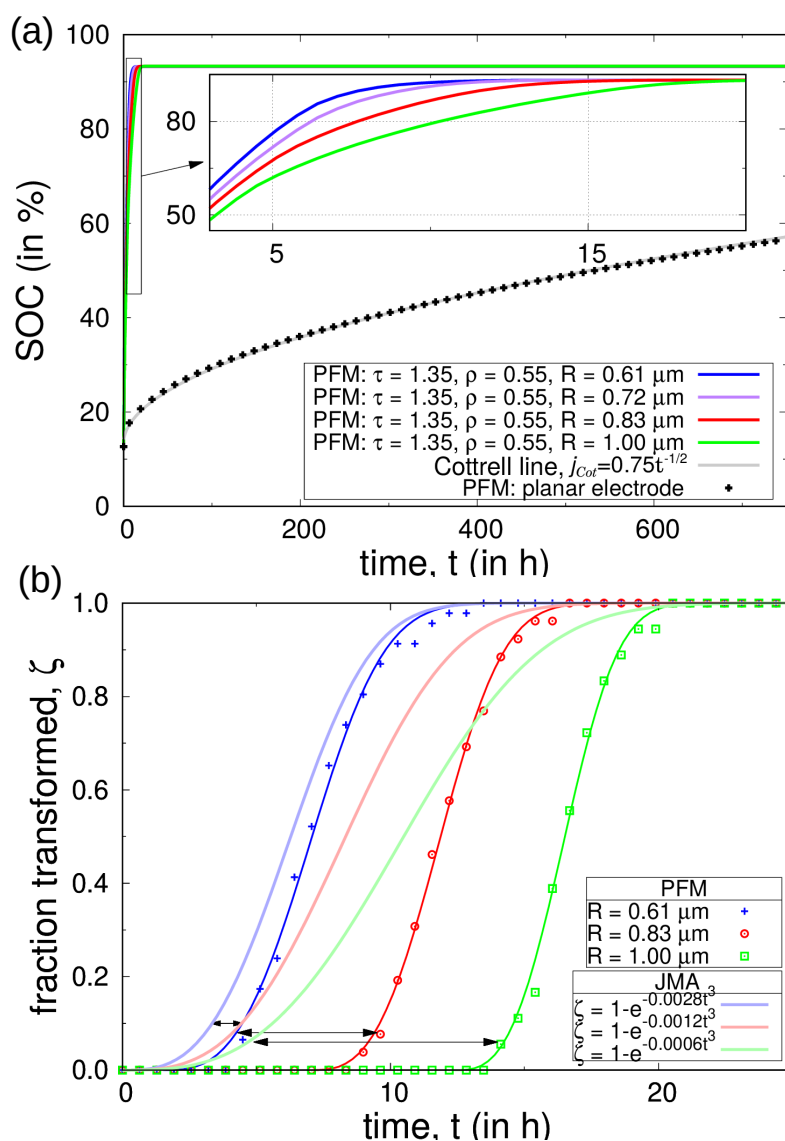 (a)
100
80
60
40
20
0
SOC (in %)
80
50
5 15
PFM: τ = 1.35, ρ = 0.55, R = 0.61 μm
PFM: τ = 1.35, ρ = 0.55, R = 0.72 μm
PFM: τ = 1.35, ρ = 0.55, R = 0.83 μm
PFM: τ = 1.35, ρ = 0.55, R = 1.00 μm
Cottrell line, j_Cot=0.75t^-1/2
PFM: planar electrode
0 200 400 600
time, t (in h)
(b)
1.0
0.8
0.6
0.4
0.2
0.0
fraction transformed, ζ
PFM
R = 0.61 μm
R = 0.83 μm
R = 1.00 μm
JMA
ζ = 1-e^-0.0028t^3
ζ = 1-e^-0.0012t^3
ζ = 1-e^-0.0006t^3
0 10 20
time, t (in h)